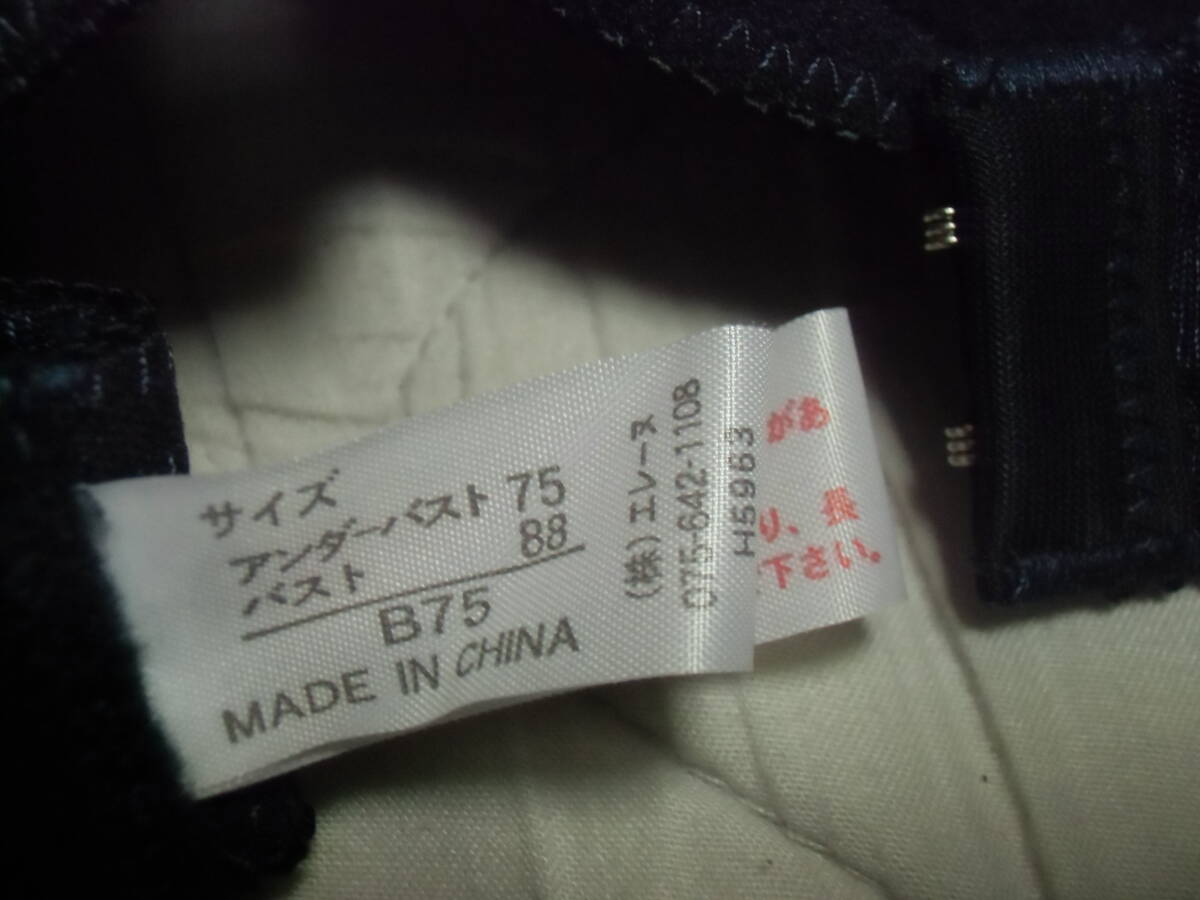 サイズ
アンダーバスト 75
バスト 88
B75
MADE IN CHINA
(株)エレース
075-642-1108
H5963
があ
り、長
下さい。